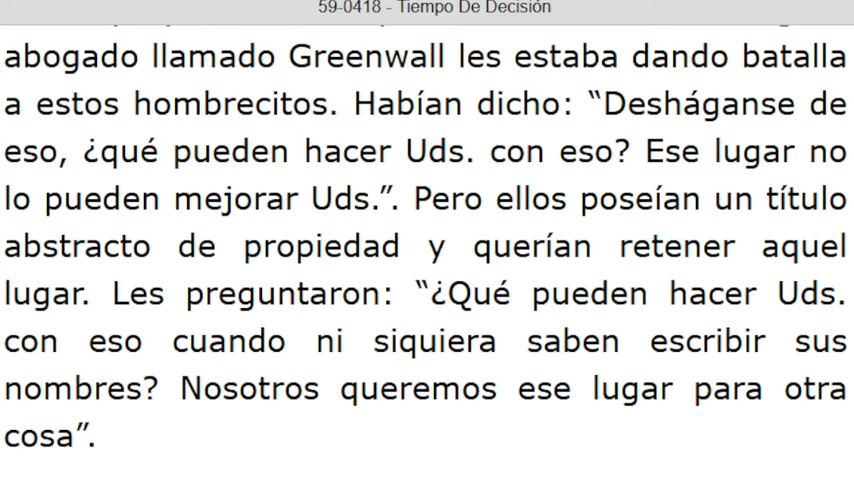 59-0418 - Tiempo De Decisión
abogado llamado Greenwall les estaba dando batalla
a estos hombrecitos. Habían dicho: “Desháganse de
eso, ¿qué pueden hacer Uds. con eso? Ese lugar no
lo pueden mejorar Uds.”. Pero ellos poseían un título
abstracto de propiedad y querían retener aquel
lugar. Les preguntaron: “¿Qué pueden hacer Uds.
con eso cuando ni siquiera saben escribir sus
nombres? Nosotros queremos ese lugar para otra
cosa”.